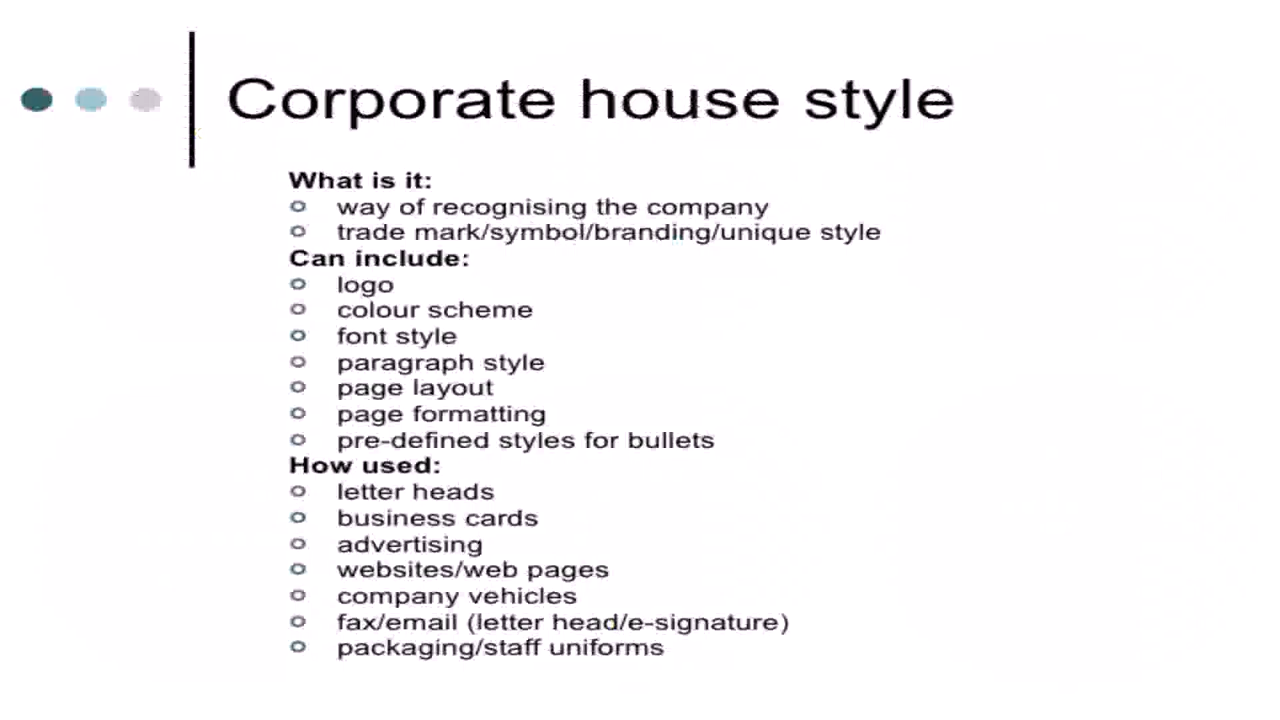 Corporate house style
What is it:
way of recognising the company
trade mark/symbol/branding/unique style
Can include:
logo
colour scheme
font style
paragraph style
page layout
page formatting
pre-defined styles for bullets
How used:
letter heads
business cards
advertising
websites/web pages
company vehicles
fax/email (letter head/e-signature)
packaging/staff uniforms